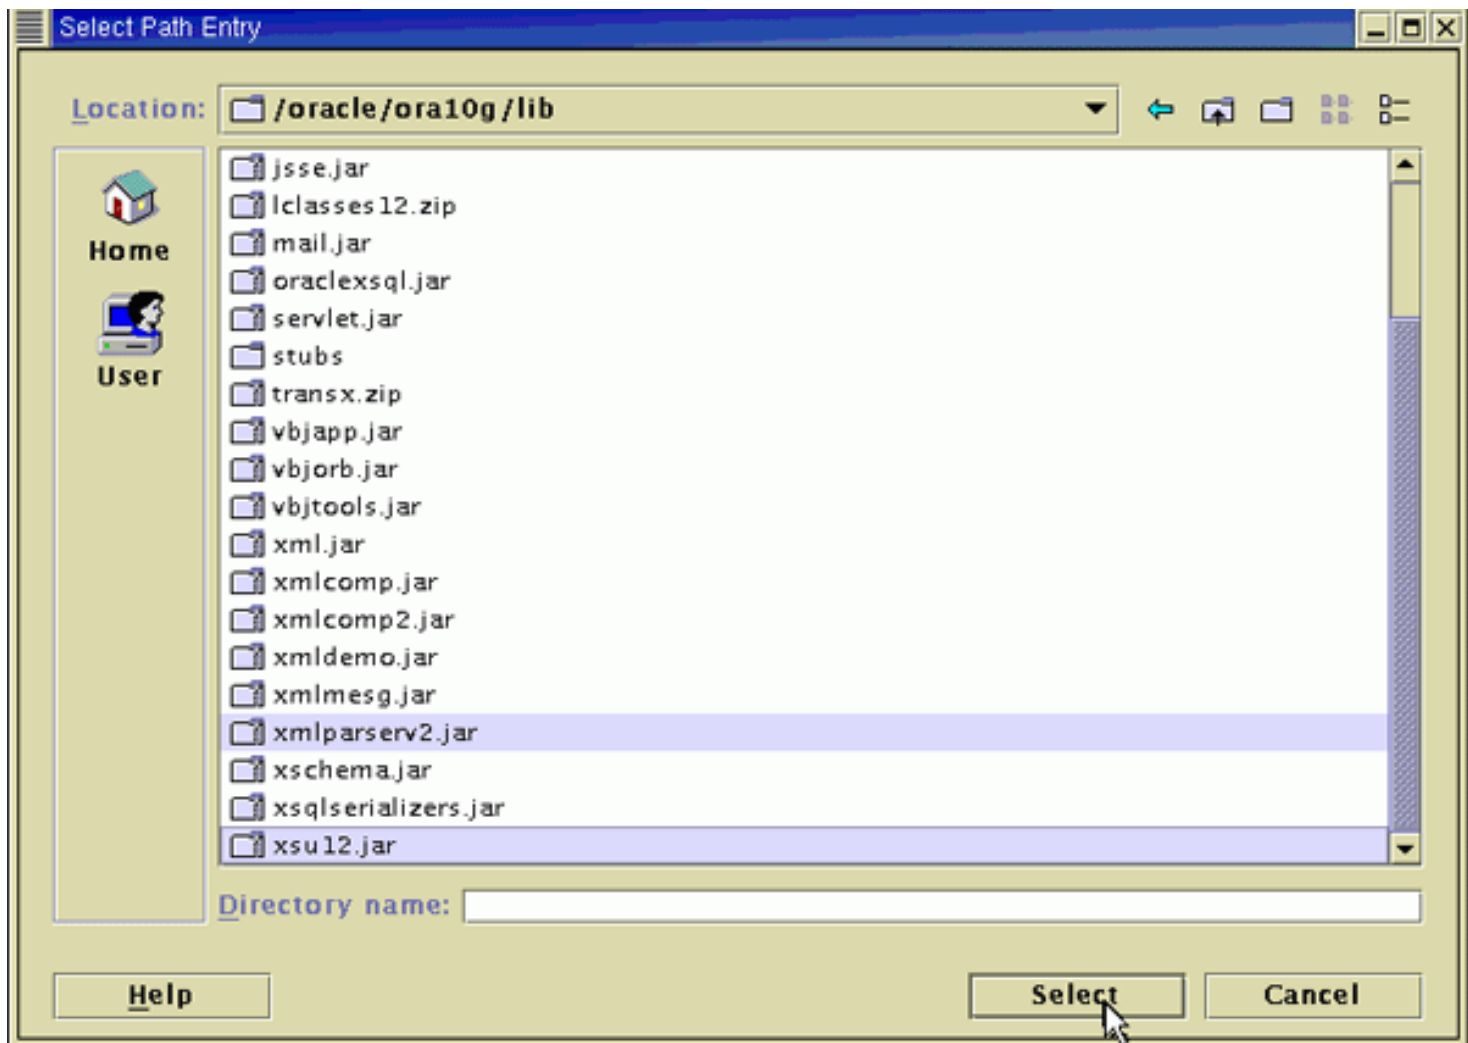 Select Path Entry
Location: /oracle/ora10g/lib
jsse.jar
lclasses12.zip
mail.jar
oraclexsql.jar
servlet.jar
stubs
transx.zip
vbjapp.jar
vbjorb.jar
vbjtools.jar
xml.jar
xmlcomp.jar
xmlcomp2.jar
xmldemo.jar
xmlmesg.jar
xmlparserv2.jar
xschema.jar
xsqlserializers.jar
xsu12.jar
Home
User
Directory name:
Help Select Cancel